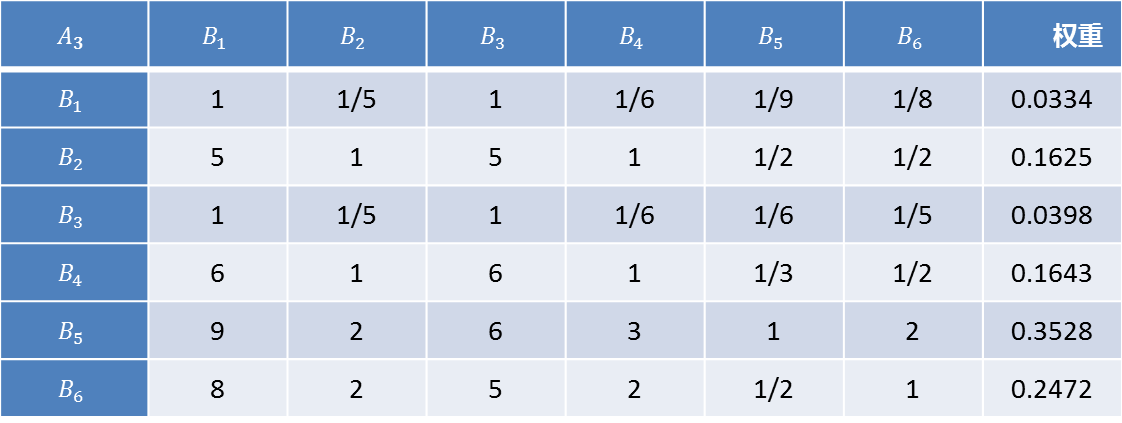 A₃ B₁ B₂ B₃ B₄ B₅ B₆ 权重
B₁ 1 1/5 1 1/6 1/9 1/8 0.0334
B₂ 5 1 5 1 1/2 1/2 0.1625
B₃ 1 1/5 1 1/6 1/6 1/5 0.0398
B₄ 6 1 6 1 1/3 1/2 0.1643
B₅ 9 2 6 3 1 2 0.3528
B₆ 8 2 5 2 1/2 1 0.2472